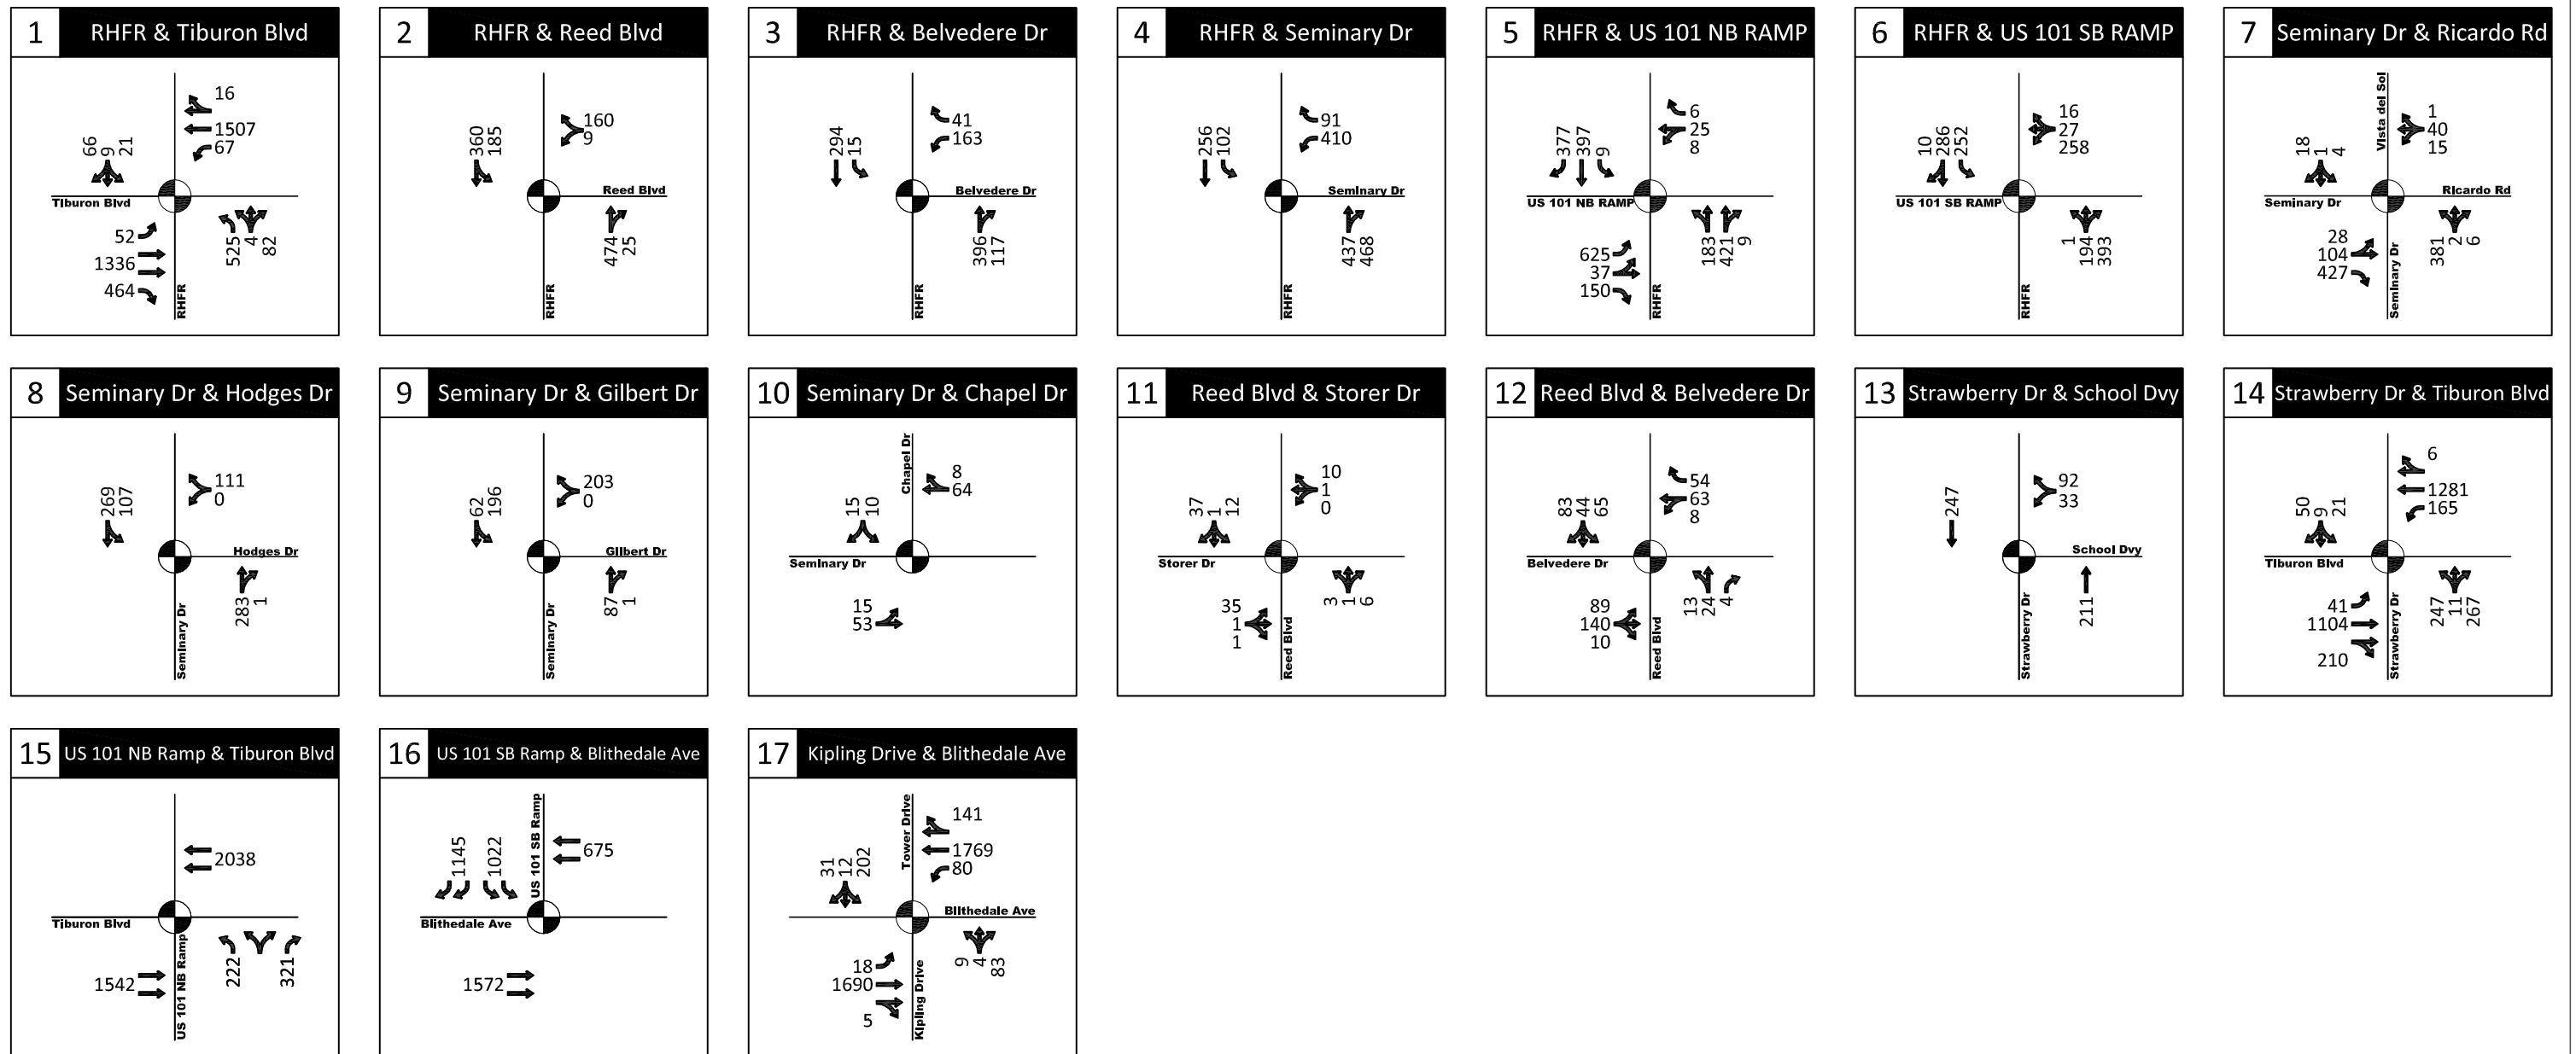 1 RHFR & Tiburon Blvd
16
1507
67
66
9
21
Tiburon Blvd
52
1336
464
525
4
82
RHFR
2 RHFR & Reed Blvd
160
9
360
185
Reed Blvd
474
25
RHFR
3 RHFR & Belvedere Dr
41
163
294
15
Belvedere Dr
396
117
RHFR
4 RHFR & Seminary Dr
91
410
256
102
Seminary Dr
437
468
RHFR
5 RHFR & US 101 NB RAMP
6
25
8
377
397
9
US 101 NB RAMP
625
37
150
183
421
9
RHFR
6 RHFR & US 101 SB RAMP
16
27
258
10
286
252
US 101 SB RAMP
1
194
393
RHFR
7 Seminary Dr & Ricardo Rd
Vista del Sol
1
40
15
18
1
4
Ricardo Rd
Seminary Dr
28
104
427
381
2
6
Seminary Dr
8 Seminary Dr & Hodges Dr
111
0
269
107
Hodges Dr
283
1
Seminary Dr
9 Seminary Dr & Gilbert Dr
203
0
62
196
Gilbert Dr
87
1
Seminary Dr
10 Seminary Dr & Chapel Dr
Chapel Dr
8
64
15
10
Seminary Dr
15
53
11 Reed Blvd & Storer Dr
10
1
0
37
1
12
Storer Dr
35
1
1
3
1
6
Reed Blvd
12 Reed Blvd & Belvedere Dr
54
63
8
83
44
65
Belvedere Dr
89
140
10
13
24
4
Reed Blvd
13 Strawberry Dr & School Dvy
92
33
247
School Dvy
211
Strawberry Dr
14 Strawberry Dr & Tiburon Blvd
6
1281
165
50
9
21
Tiburon Blvd
41
1104
210
247
11
267
Strawberry Dr
15 US 101 NB Ramp & Tiburon Blvd
2038
Tiburon Blvd
1542
222
321
US 101 NB Ramp
16 US 101 SB Ramp & Blithedale Ave
US 101 SB Ramp
675
1145
1022
Blithedale Ave
1572
17 Kipling Drive & Blithedale Ave
Tower Drive
141
1769
80
31
12
202
Blithedale Ave
18
1690
5
9
4
83
Kipling Drive